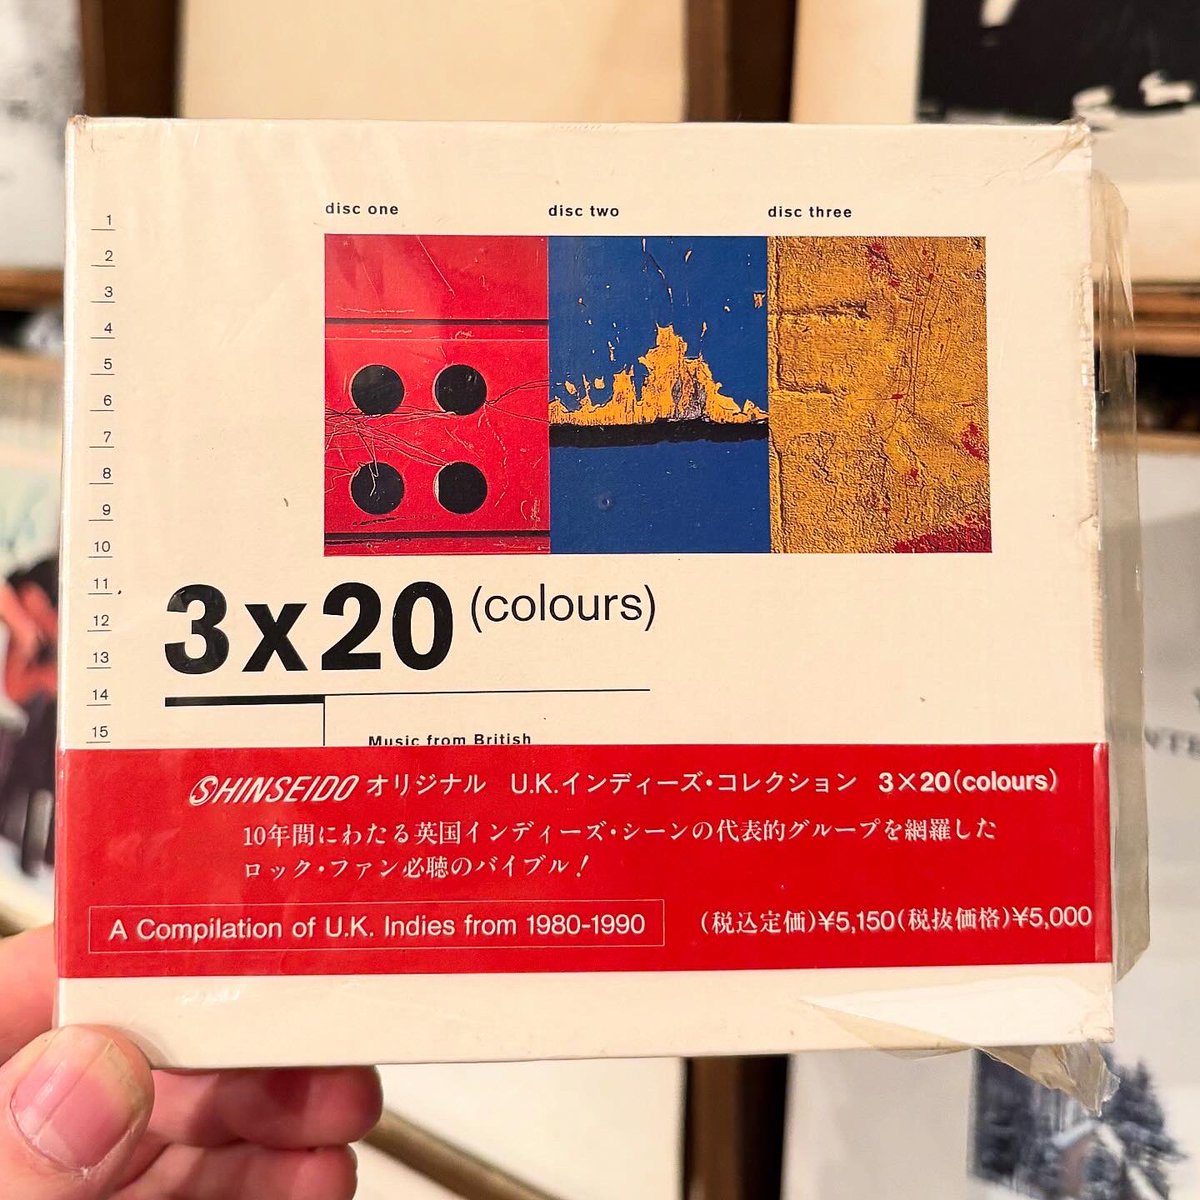 disc one
disc two
disc three
1
2
3
4
5
6
7
8
9
10
11
12
13
14
15
3x20 (colours)
Music from British
SHINSEIDO オリジナル U.K.インディーズ・コレクション 3×20(colours)
10年間にわたる英国インディーズ・シーンの代表的グループを網羅した
ロック・ファン必聴のバイブル!
A Compilation of U.K. Indies from 1980-1990
(税込定価)¥5,150(税抜価格)¥5,000